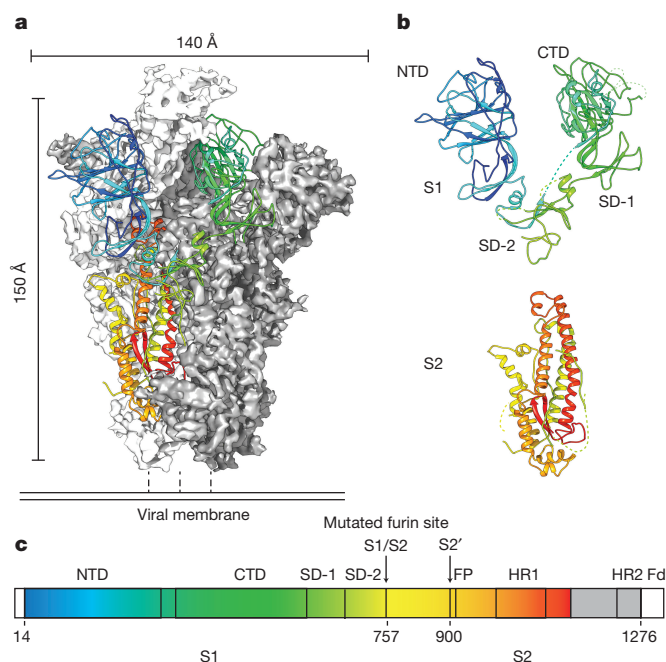 a
140 Å
150 Å
Viral membrane
b
NTD
CTD
S1
SD-1
SD-2
S2
c
Mutated furin site
S1/S2
S2′
NTD
CTD
SD-1
SD-2
FP
HR1
HR2
Fd
14
757
900
1276
S1
S2